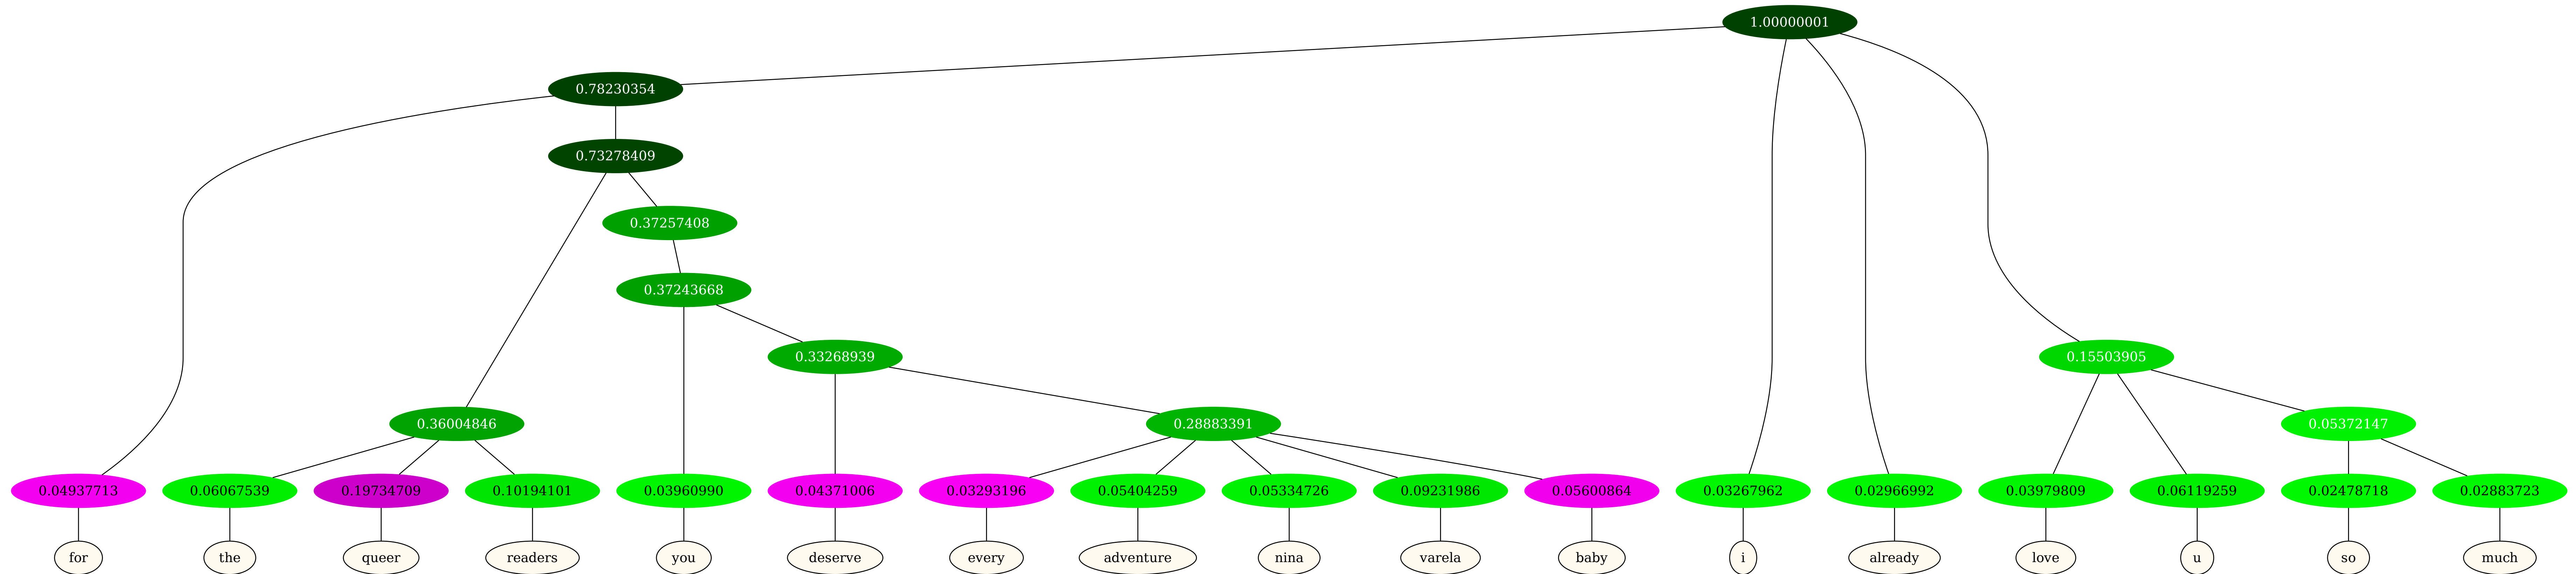 1.00000001
0.78230354
0.73278409
0.37257408
0.37243668
0.33268939 0.15503905
0.36004846 0.28883391 0.05372147
0.04937713 0.06067539 0.19734709 0.10194101 0.03960990 0.04371006 0.03293196 0.05404259 0.05334726 0.09231986 0.05600864 0.03267962 0.02966992 0.03979809 0.06119259 0.02478718 0.02883723
for the queer readers you deserve every adventure nina varela baby i already love u so much